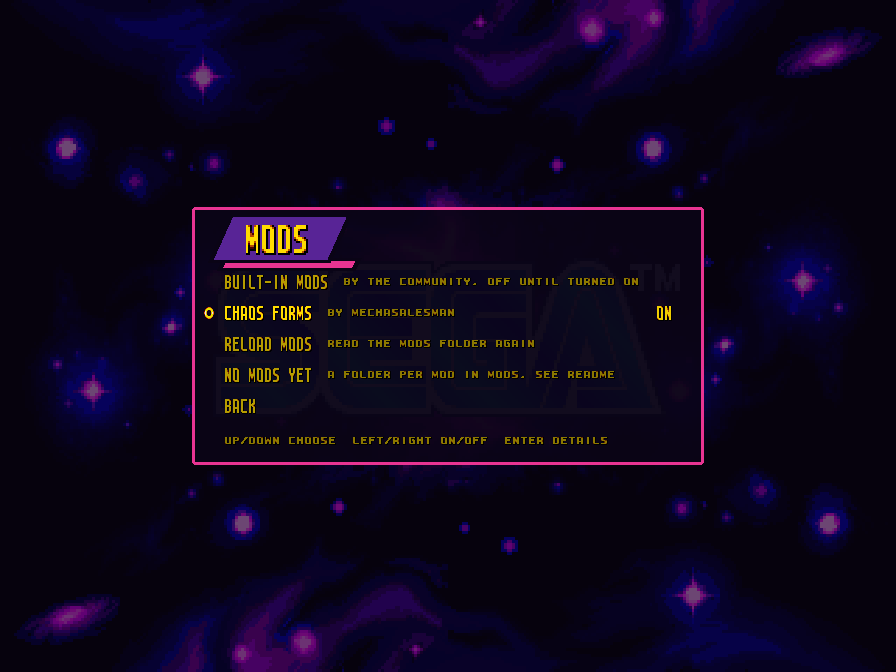 MODS
BUILT-IN MODS BY THE COMMUNITY. OFF UNTIL TURNED ON
CHAOS FORMS BY MECHASALESMAN ON
RELOAD MODS READ THE MODS FOLDER AGAIN
NO MODS YET A FOLDER PER MOD IN MODS. SEE README
BACK
UP/DOWN CHOOSE LEFT/RIGHT ON/OFF ENTER DETAILS
SEGA TM